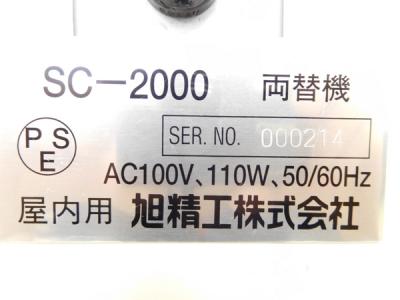 SC-2000 両替機
PSE SER. NO. 000214
AC100V、110W、50/60Hz
屋内用 旭精工株式会社